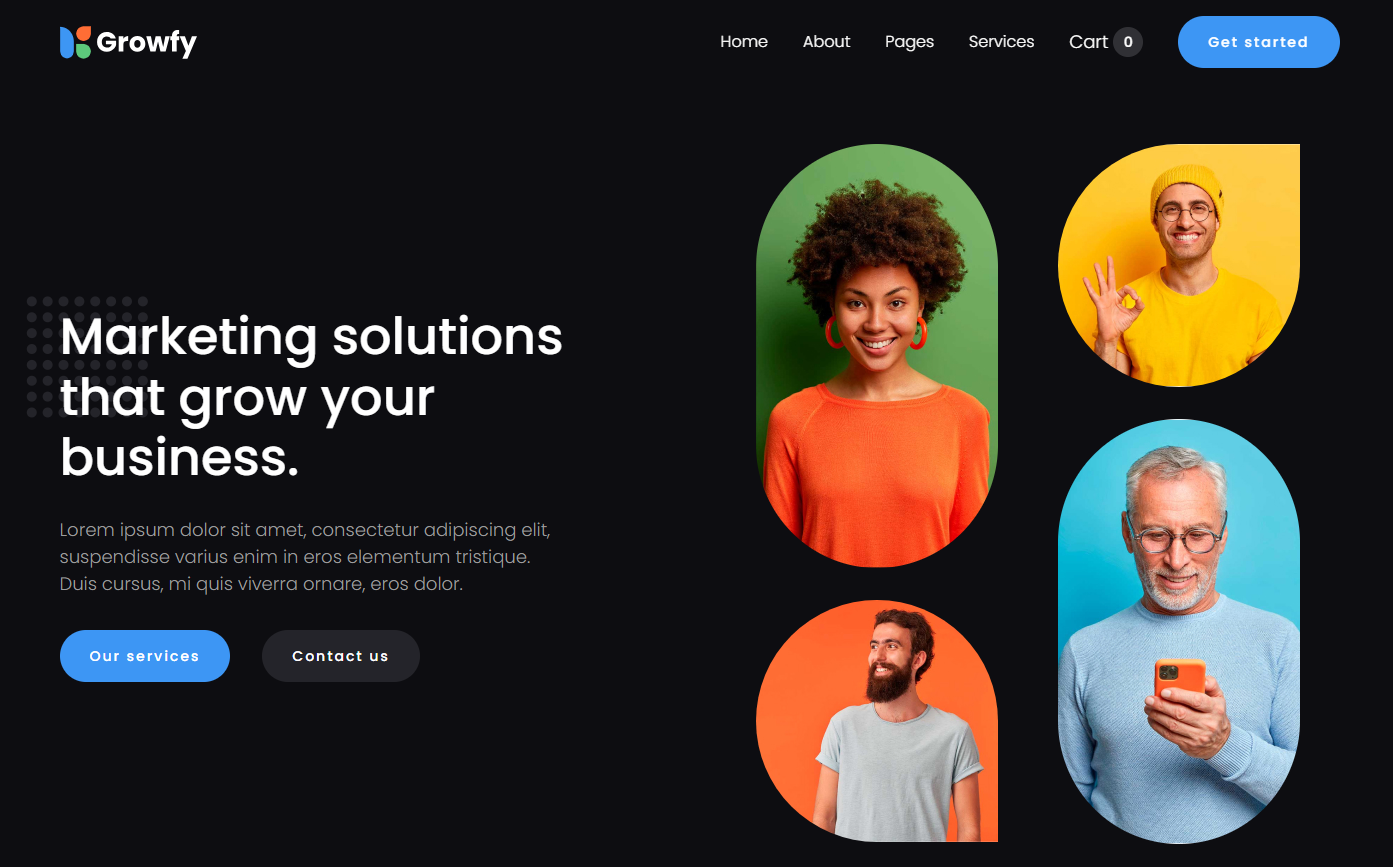 Growfy
Home About Pages Services Cart 0 Get started
Marketing solutions
that grow your
business.
Lorem ipsum dolor sit amet, consectetur adipiscing elit,
suspendisse varius enim in eros elementum tristique.
Duis cursus, mi quis viverra ornare, eros dolor.
Our services Contact us